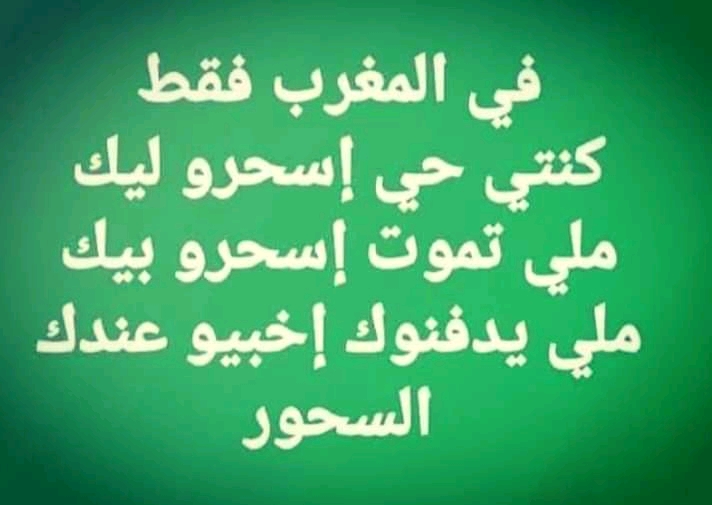 في المغرب فقط
كنتي حي إسحرو ليك
ملي تموت إسحرو بيك
ملي يدفنوك إخبيو عندك
السحور